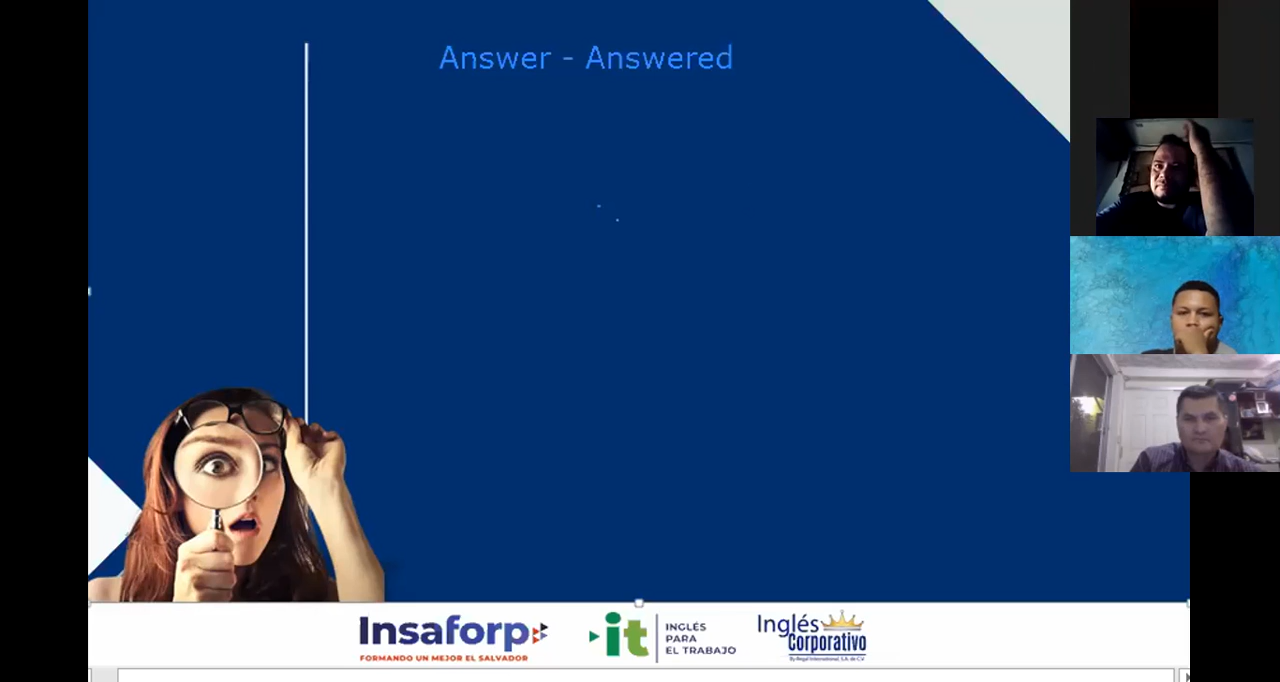 Answer - Answered
Insaforp
FORMANDO UN MEJOR EL SALVADOR
it
INGLÉS
PARA
EL TRABAJO
Inglés
Corporativo
By Regal International, S.A. de C.V.